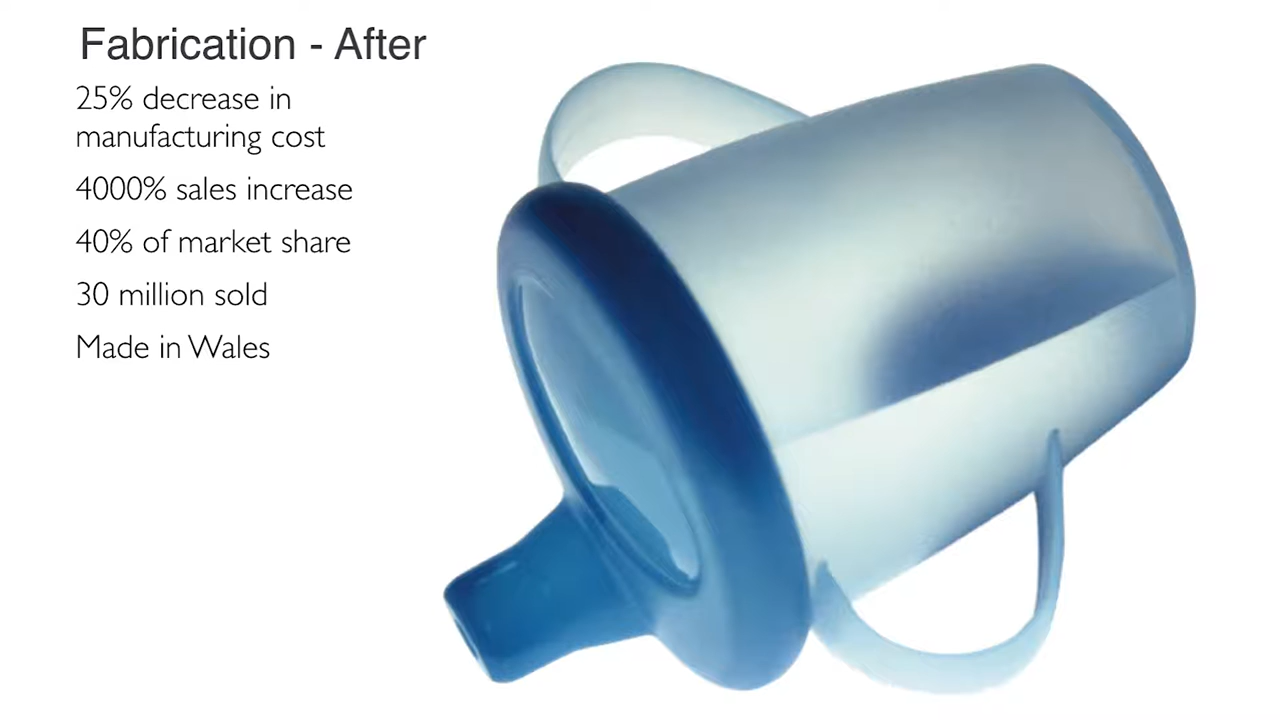 Fabrication - After
25% decrease in
manufacturing cost
4000% sales increase
40% of market share
30 million sold
Made in Wales